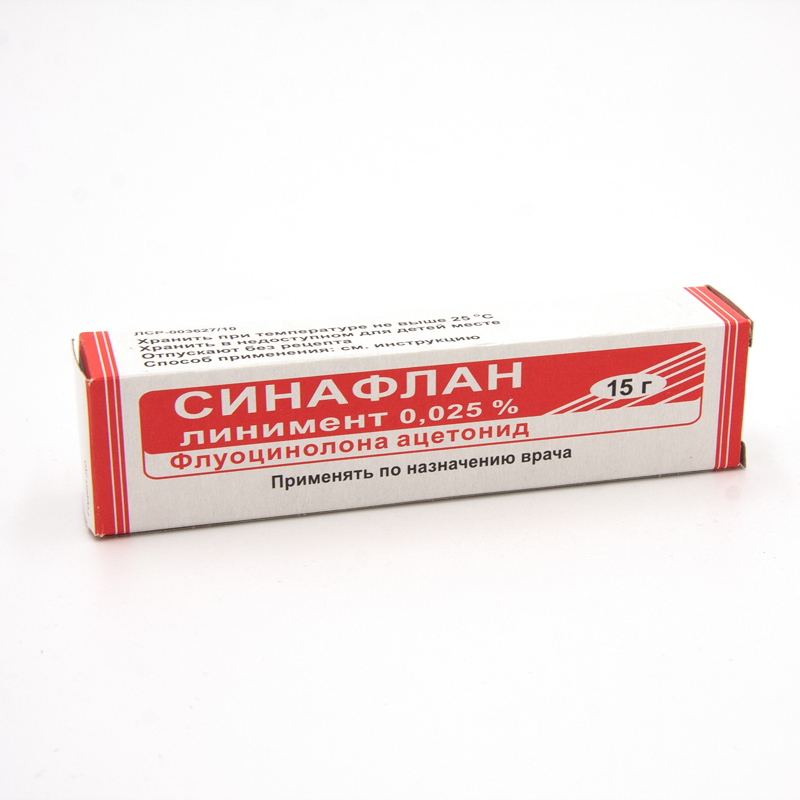 ЛСР-003627/10
Хранить при температуре не выше 25 °С
Хранить в недоступном для детей месте
Отпускают без рецепта
Способ применения: см. инструкцию
СИНАФЛАН
ЛИНИМЕНТ 0,025 %
15 г
Флуоцинолона ацетонид
Применять по назначению врача